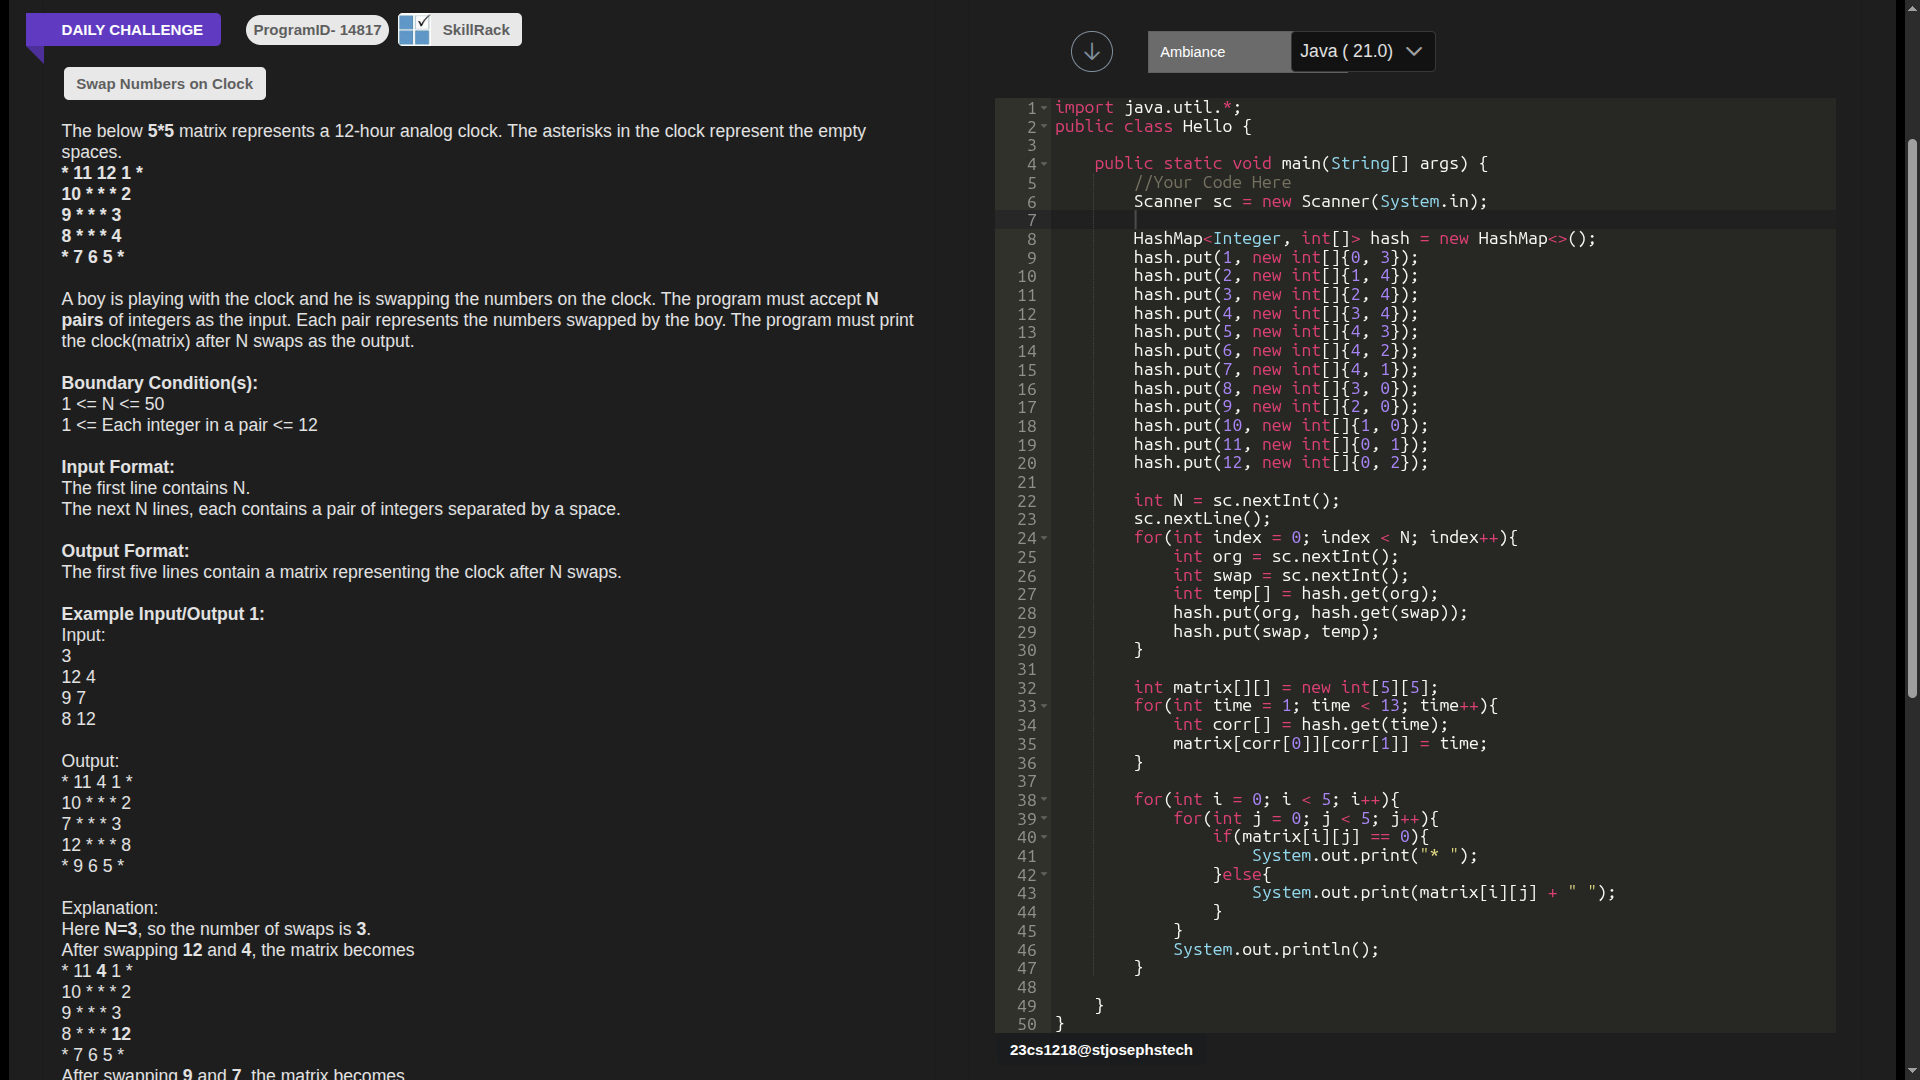 DAILY CHALLENGE
ProgramID- 14817
SkillRack
Swap Numbers on Clock
The below 5*5 matrix represents a 12-hour analog clock. The asterisks in the clock represent the empty
spaces.
* 11 12 1 *
10 * * * 2
9 * * * 3
8 * * * 4
* 7 6 5 *
A boy is playing with the clock and he is swapping the numbers on the clock. The program must accept N
pairs of integers as the input. Each pair represents the numbers swapped by the boy. The program must print
the clock(matrix) after N swaps as the output.
Boundary Condition(s):
1 <= N <= 50
1 <= Each integer in a pair <= 12
Input Format:
The first line contains N.
The next N lines, each contains a pair of integers separated by a space.
Output Format:
The first five lines contain a matrix representing the clock after N swaps.
Example Input/Output 1:
Input:
3
12 4
9 7
8 12
Output:
* 11 4 1 *
10 * * * 2
7 * * * 3
12 * * * 8
* 9 6 5 *
Explanation:
Here N=3, so the number of swaps is 3.
After swapping 12 and 4, the matrix becomes
* 11 4 1 *
10 * * * 2
9 * * * 3
8 * * * 12
* 7 6 5 *
After swapping 9 and 7, the matrix becomes
Ambiance
Java ( 21.0)
1 import java.util.*;
2 public class Hello {
3
4     public static void main(String[] args) {
5         //Your Code Here
6         Scanner sc = new Scanner(System.in);
7
8         HashMap<Integer, int[]> hash = new HashMap<>();
9         hash.put(1, new int[]{0, 3});
10         hash.put(2, new int[]{1, 4});
11         hash.put(3, new int[]{2, 4});
12         hash.put(4, new int[]{3, 4});
13         hash.put(5, new int[]{4, 3});
14         hash.put(6, new int[]{4, 2});
15         hash.put(7, new int[]{4, 1});
16         hash.put(8, new int[]{3, 0});
17         hash.put(9, new int[]{2, 0});
18         hash.put(10, new int[]{1, 0});
19         hash.put(11, new int[]{0, 1});
20         hash.put(12, new int[]{0, 2});
21
22         int N = sc.nextInt();
23         sc.nextLine();
24         for(int index = 0; index < N; index++){
25             int org = sc.nextInt();
26             int swap = sc.nextInt();
27             int temp[] = hash.get(org);
28             hash.put(org, hash.get(swap));
29             hash.put(swap, temp);
30         }
31
32         int matrix[][] = new int[5][5];
33         for(int time = 1; time < 13; time++){
34             int corr[] = hash.get(time);
35             matrix[corr[0]][corr[1]] = time;
36         }
37
38         for(int i = 0; i < 5; i++){
39             for(int j = 0; j < 5; j++){
40                 if(matrix[i][j] == 0){
41                     System.out.print("* ");
42                 }else{
43                     System.out.print(matrix[i][j] + " ");
44                 }
45             }
46             System.out.println();
47         }
48
49     }
50 }
23cs1218@stjosephstech